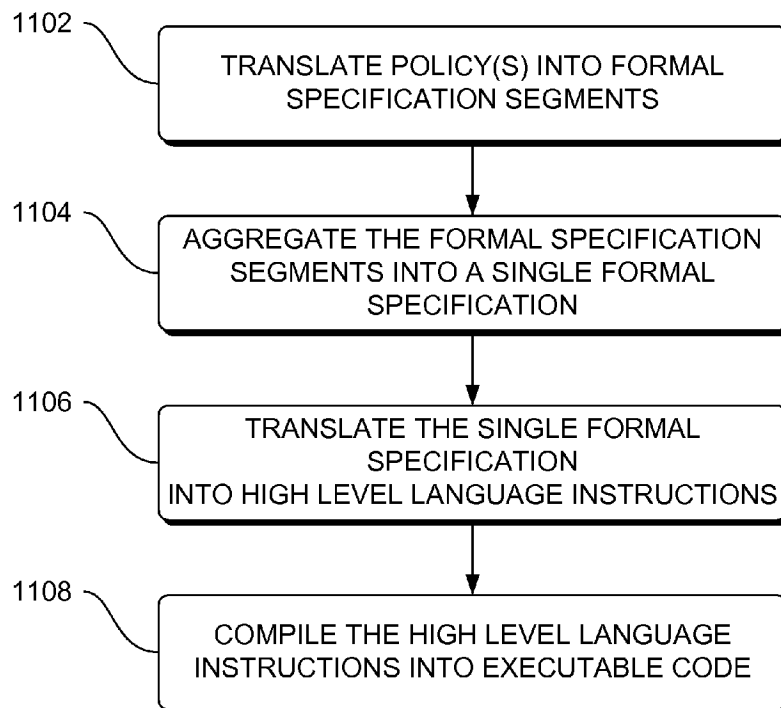 1102
TRANSLATE POLICY(S) INTO FORMAL
SPECIFICATION SEGMENTS
1104
AGGREGATE THE FORMAL SPECIFICATION
SEGMENTS INTO A SINGLE FORMAL
SPECIFICATION
1106
TRANSLATE THE SINGLE FORMAL
SPECIFICATION
INTO HIGH LEVEL LANGUAGE INSTRUCTIONS
1108
COMPILE THE HIGH LEVEL LANGUAGE
INSTRUCTIONS INTO EXECUTABLE CODE